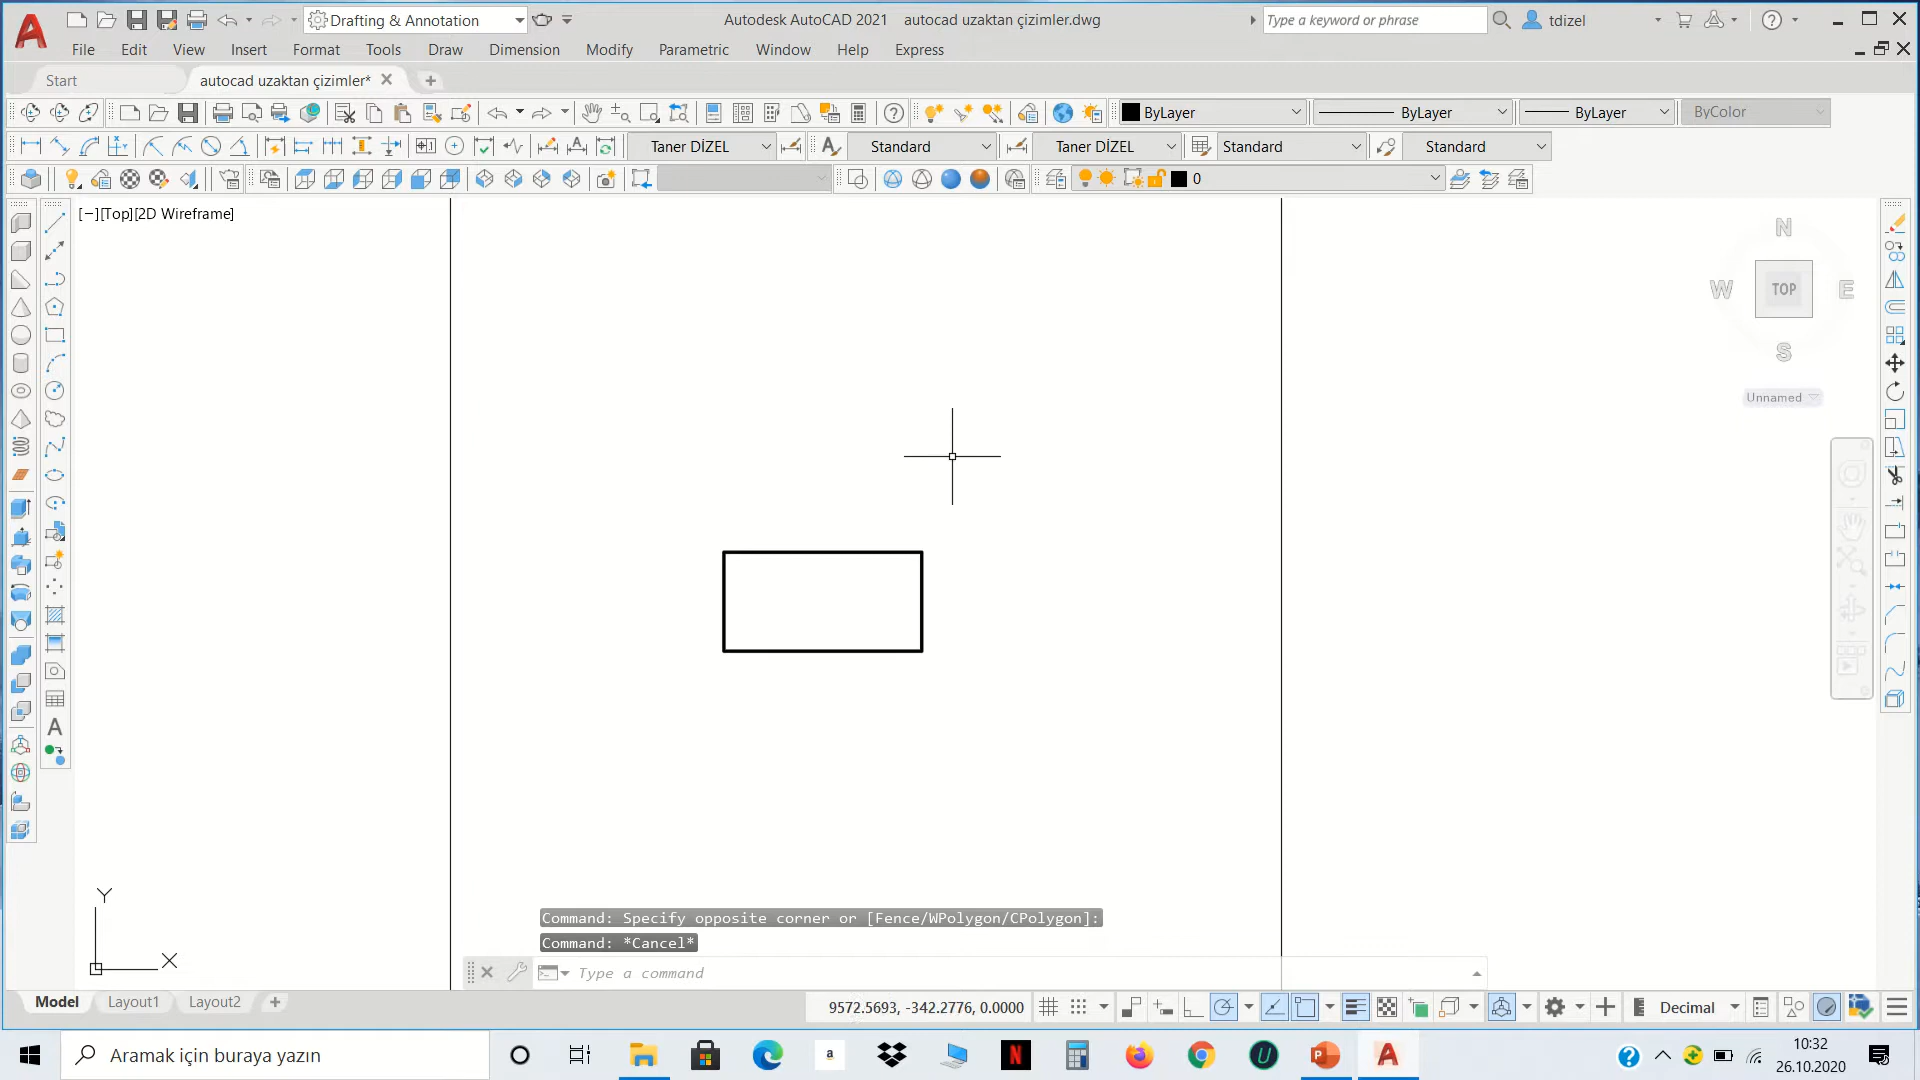 Drafting & Annotation
Autodesk AutoCAD 2021 autocad uzaktan çizimler.dwg
Type a keyword or phrase
tdizel
File Edit View Insert Format Tools Draw Dimension Modify Parametric Window Help Express
Start
autocad uzaktan çizimler*
ByLayer
ByLayer
ByLayer
ByColor
Taner DİZEL
Standard
Taner DİZEL
Standard
Standard
0
[−][Top][2D Wireframe]
N
W
TOP
E
S
Unnamed
Y
X
A
Command: Specify opposite corner or [Fence/WPolygon/CPolygon]:
Command: *Cancel*
Type a command
Model
Layout1
Layout2
9572.5693, -342.2776, 0.0000
Decimal
Aramak için buraya yazın
10:32
26.10.2020